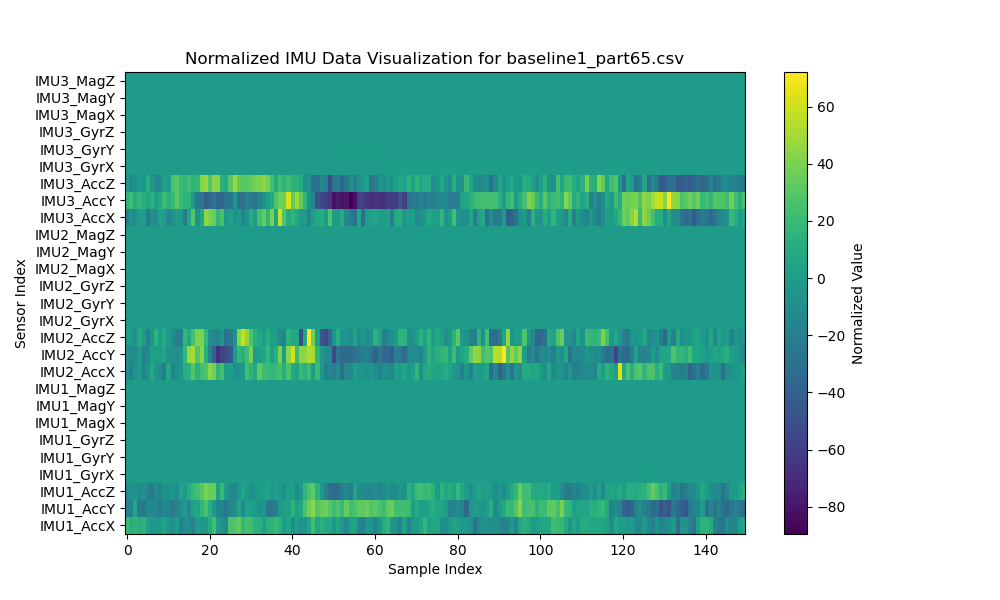 Normalized IMU Data Visualization for baseline1_part65.csv
IMU3_MagZ
IMU3_MagY
IMU3_MagX
IMU3_GyrZ
IMU3_GyrY
IMU3_GyrX
IMU3_AccZ
IMU3_AccY
IMU3_AccX
IMU2_MagZ
IMU2_MagY
IMU2_MagX
IMU2_GyrZ
IMU2_GyrY
IMU2_GyrX
IMU2_AccZ
IMU2_AccY
IMU2_AccX
IMU1_MagZ
IMU1_MagY
IMU1_MagX
IMU1_GyrZ
IMU1_GyrY
IMU1_GyrX
IMU1_AccZ
IMU1_AccY
IMU1_AccX
Sensor Index
0 20 40 60 80 100 120 140
Sample Index
60
40
20
0
−20
−40
−60
−80
Normalized Value